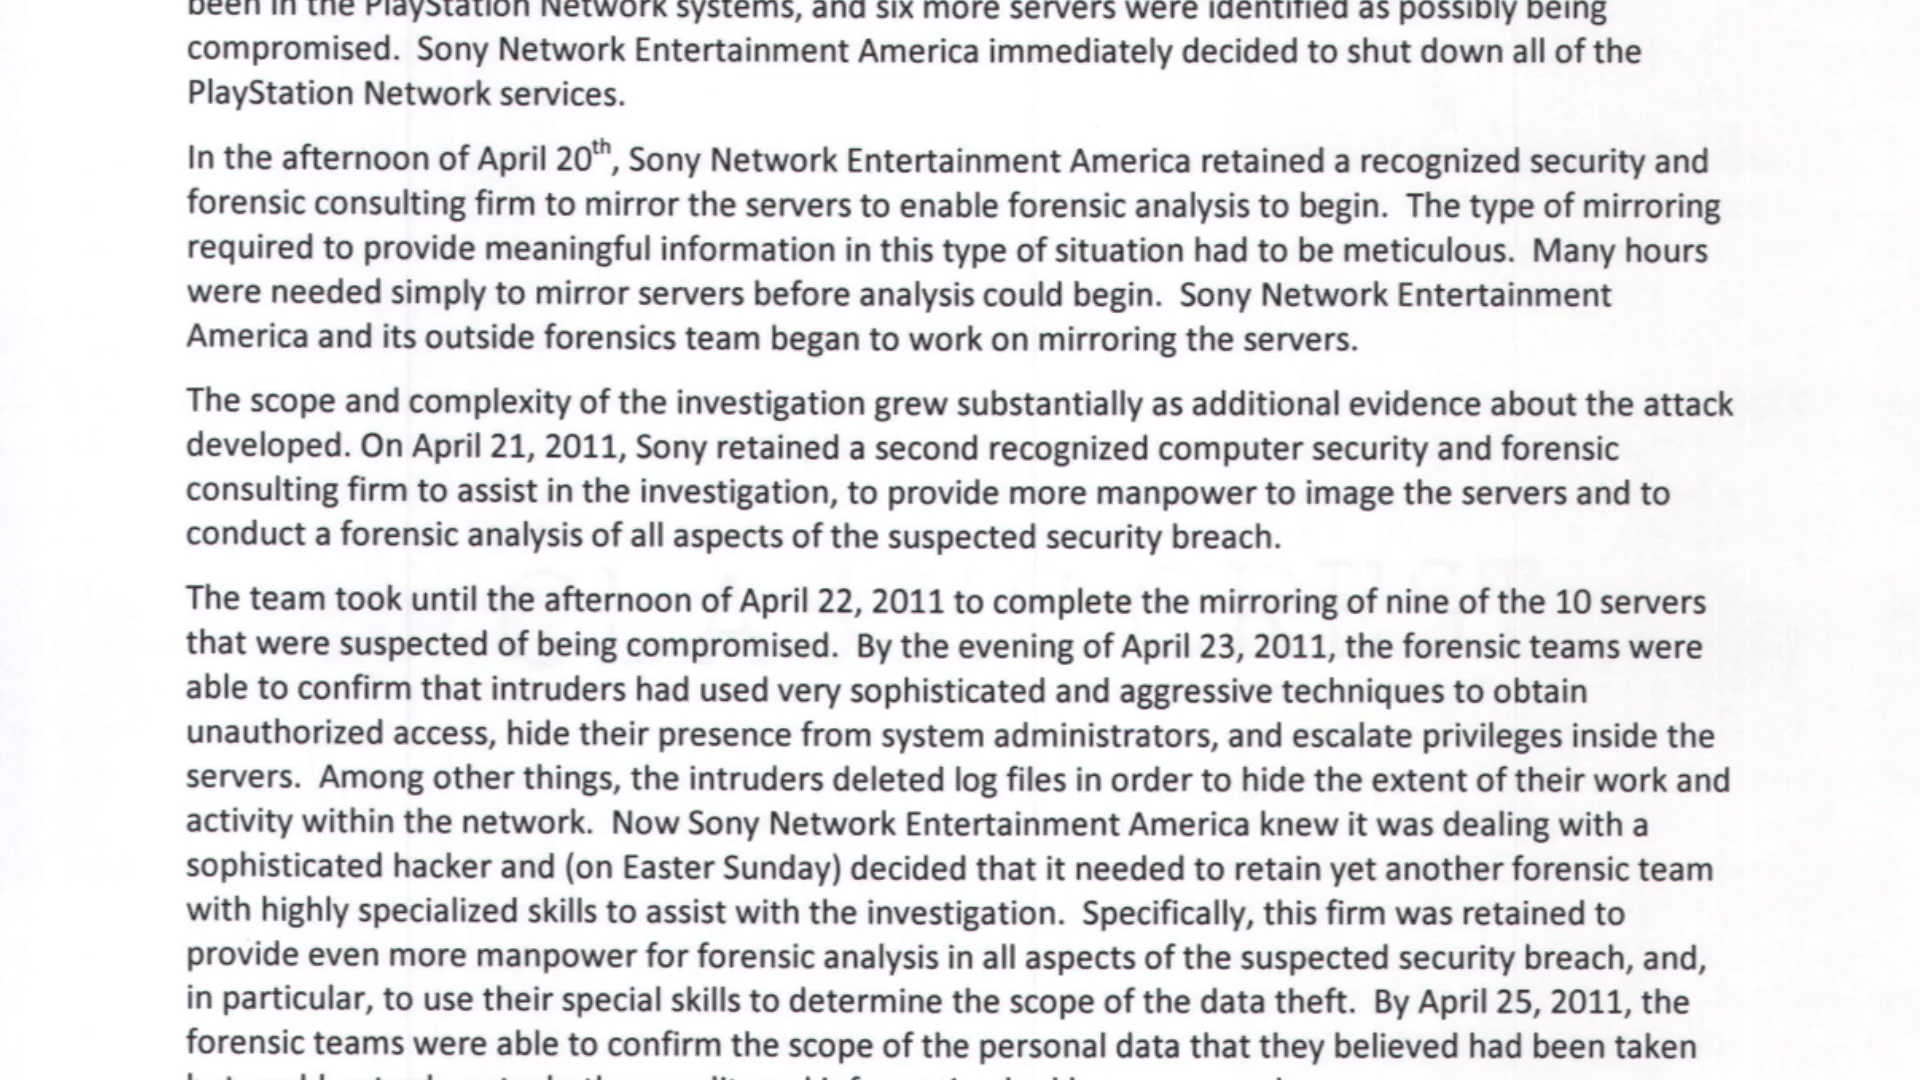 been in the PlayStation Network systems, and six more servers were identified as possibly being
compromised.  Sony Network Entertainment America immediately decided to shut down all of the
PlayStation Network services.
In the afternoon of April 20th, Sony Network Entertainment America retained a recognized security and
forensic consulting firm to mirror the servers to enable forensic analysis to begin.  The type of mirroring
required to provide meaningful information in this type of situation had to be meticulous.  Many hours
were needed simply to mirror servers before analysis could begin.  Sony Network Entertainment
America and its outside forensics team began to work on mirroring the servers.
The scope and complexity of the investigation grew substantially as additional evidence about the attack
developed. On April 21, 2011, Sony retained a second recognized computer security and forensic
consulting firm to assist in the investigation, to provide more manpower to image the servers and to
conduct a forensic analysis of all aspects of the suspected security breach.
The team took until the afternoon of April 22, 2011 to complete the mirroring of nine of the 10 servers
that were suspected of being compromised.  By the evening of April 23, 2011, the forensic teams were
able to confirm that intruders had used very sophisticated and aggressive techniques to obtain
unauthorized access, hide their presence from system administrators, and escalate privileges inside the
servers.  Among other things, the intruders deleted log files in order to hide the extent of their work and
activity within the network.  Now Sony Network Entertainment America knew it was dealing with a
sophisticated hacker and (on Easter Sunday) decided that it needed to retain yet another forensic team
with highly specialized skills to assist with the investigation.  Specifically, this firm was retained to
provide even more manpower for forensic analysis in all aspects of the suspected security breach, and,
in particular, to use their special skills to determine the scope of the data theft.  By April 25, 2011, the
forensic teams were able to confirm the scope of the personal data that they believed had been taken